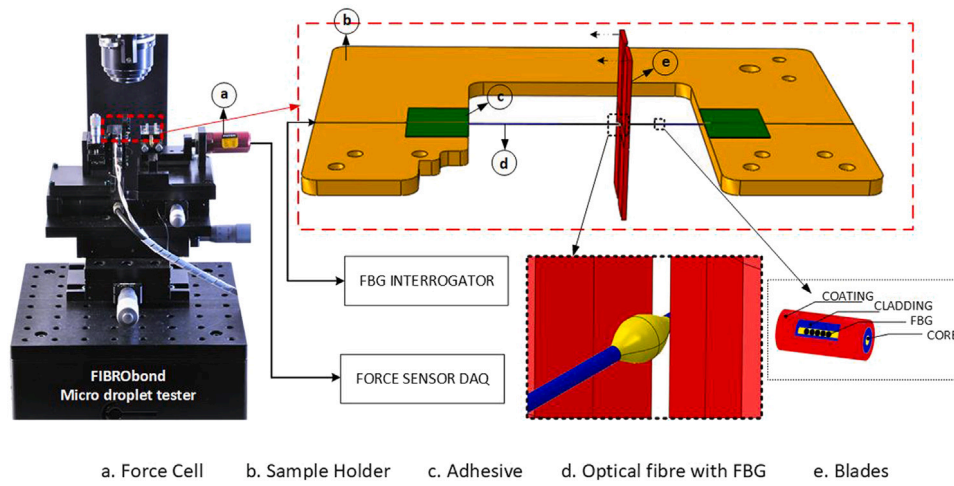 b
a
e
c
d
FBG INTERROGATOR
COATING
CLADDING
FBG
CORE
FORCE SENSOR DAQ
FIBRObond
Micro droplet tester
a. Force Cell b. Sample Holder c. Adhesive d. Optical fibre with FBG e. Blades